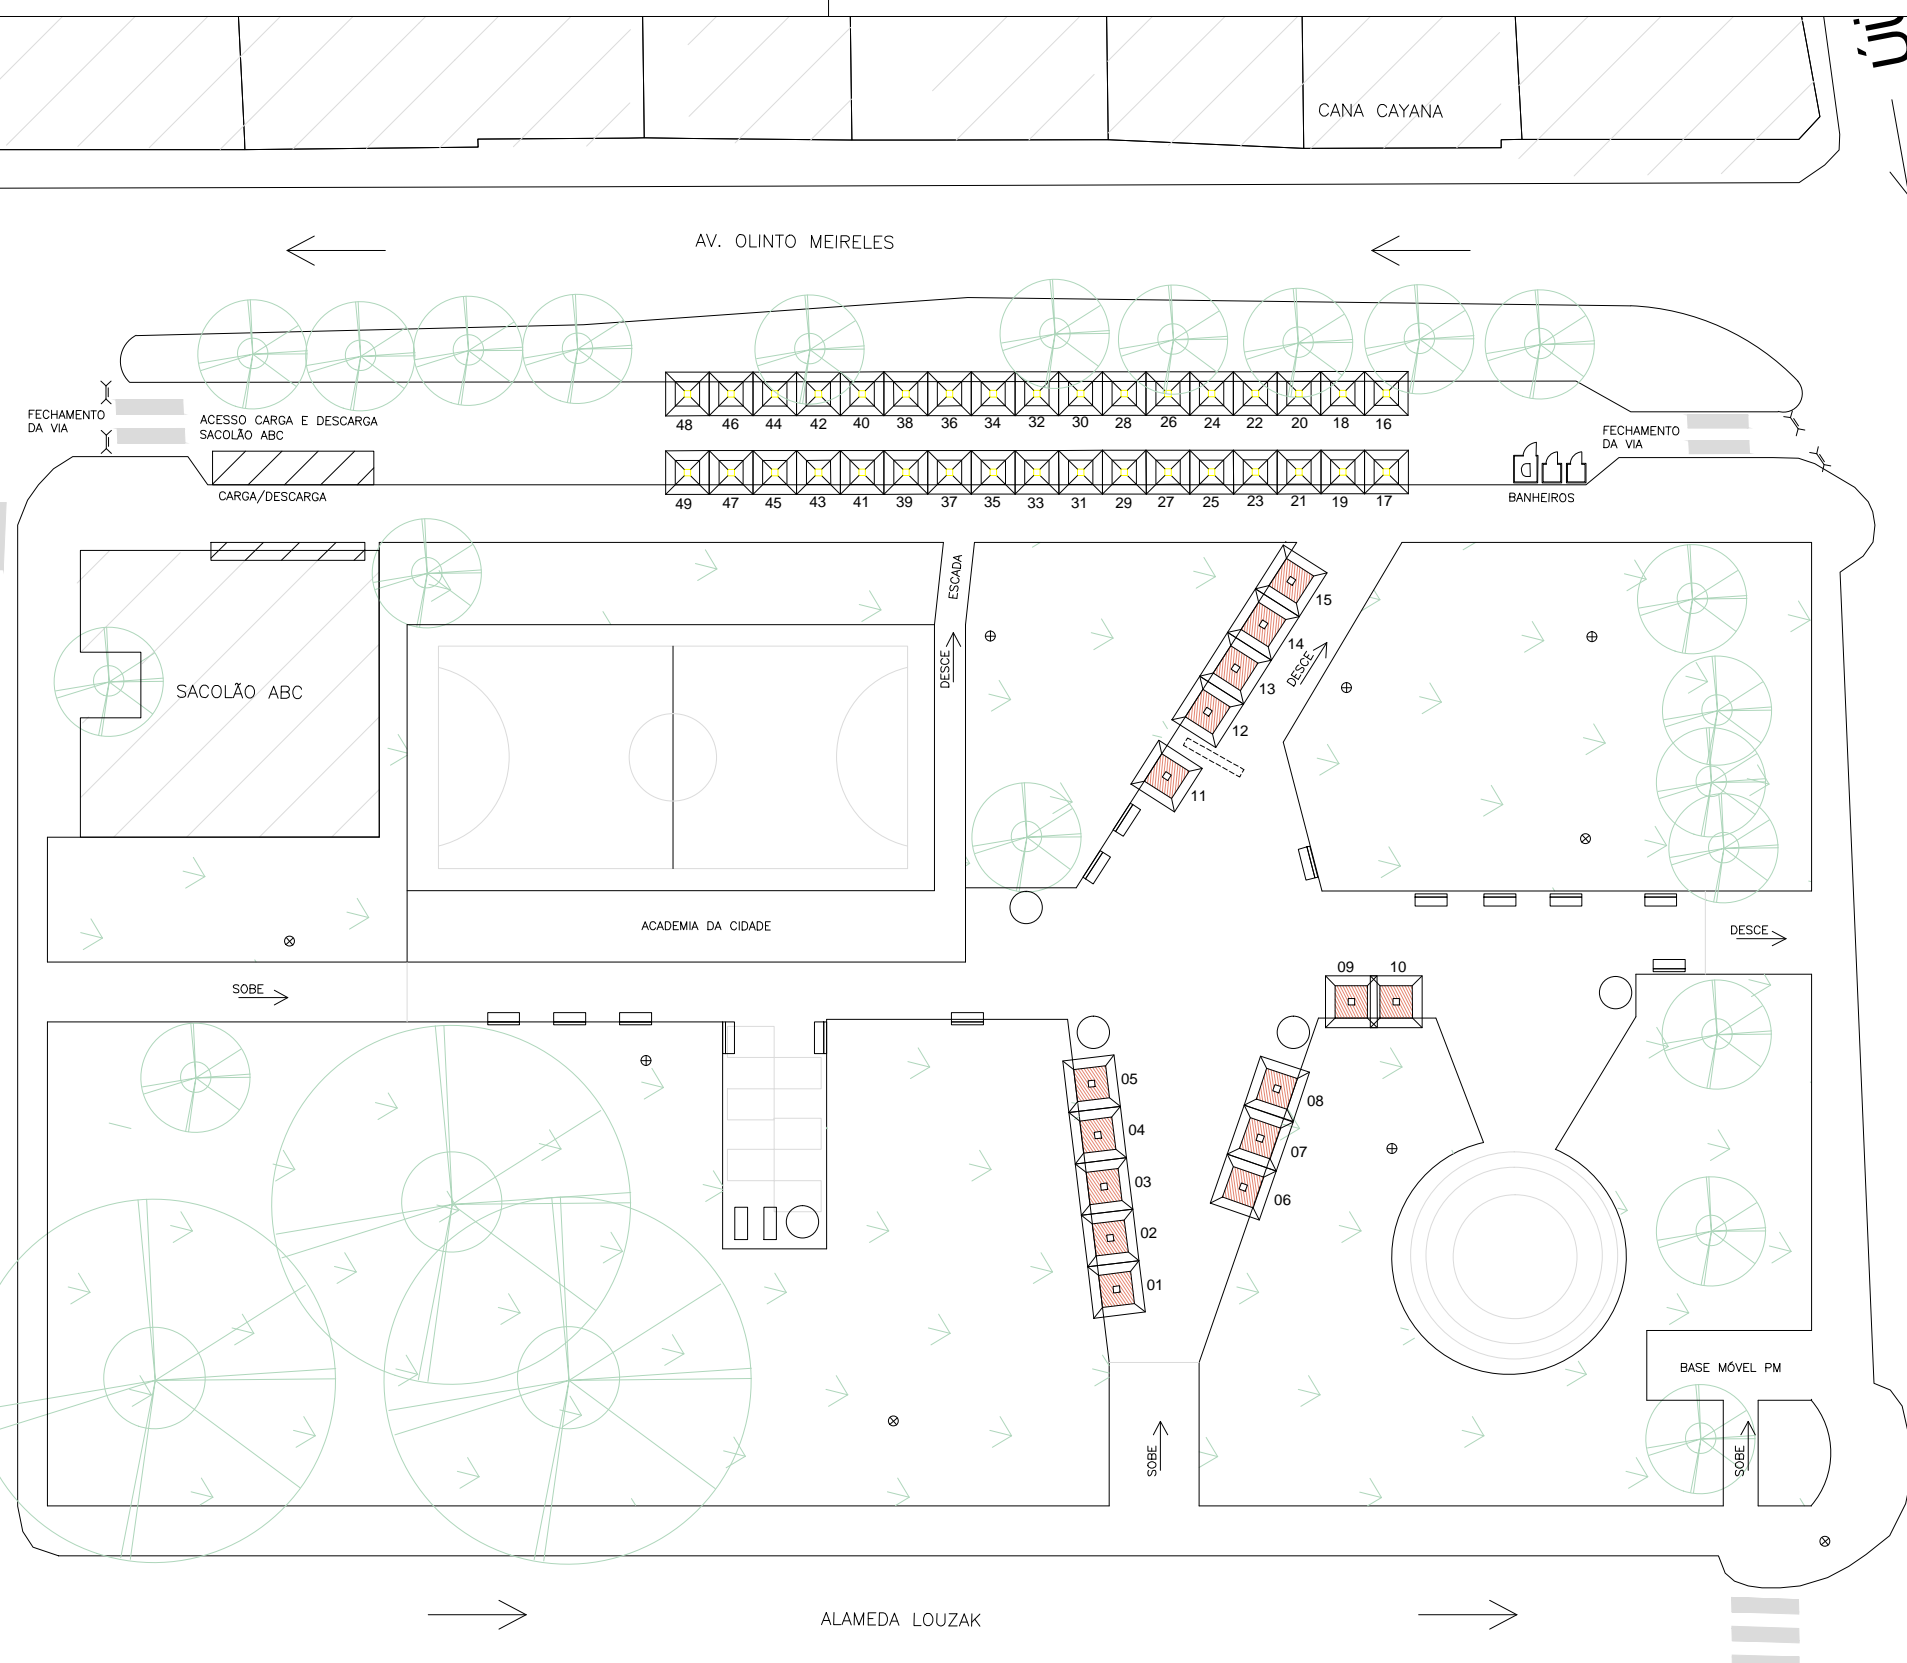 CANA CAYANA
AV. OLINTO MEIRELES
FECHAMENTO
DA VIA
ACESSO CARGA E DESCARGA
SACOLÃO ABC
48 46 44 42 40 38 36 34 32 30 28 26 24 22 20 18 16
FECHAMENTO
DA VIA
CARGA/DESCARGA
49 47 45 43 41 39 37 35 33 31 29 27 25 23 21 19 17
BANHEIROS
ESCADA
DESCE
SACOLÃO ABC
15
14
DESCE
13
12
11
ACADEMIA DA CIDADE
DESCE
SOBE
09 10
05
08
04
07
03
06
02
01
BASE MÓVEL PM
SOBE
SOBE
ALAMEDA LOUZAK